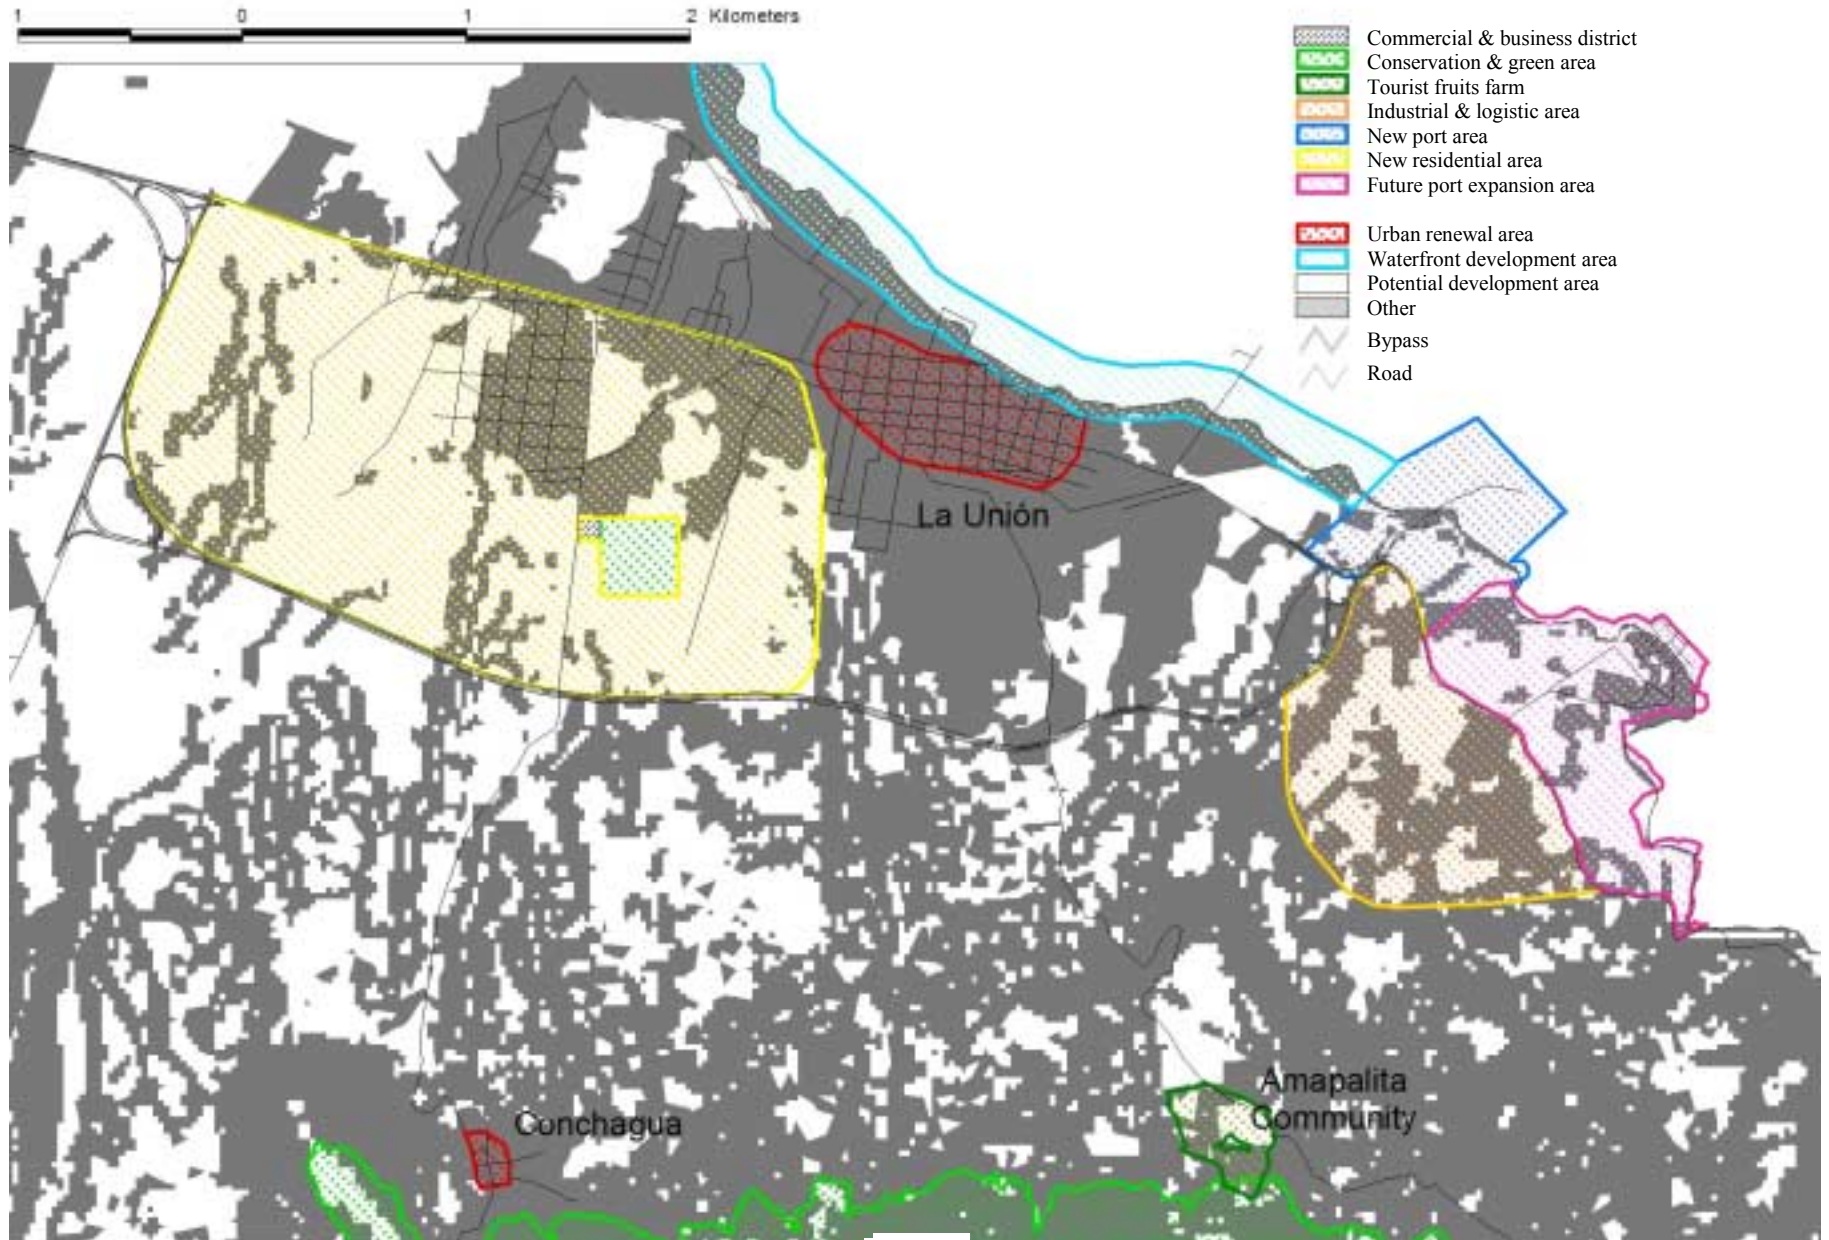 1 0 1 2 Kilometers
Commercial & business district
Conservation & green area
Tourist fruits farm
Industrial & logistic area
New port area
New residential area
Future port expansion area
Urban renewal area
Waterfront development area
Potential development area
Other
Bypass
Road
La Unión
Amapalita
Community
Conchagua